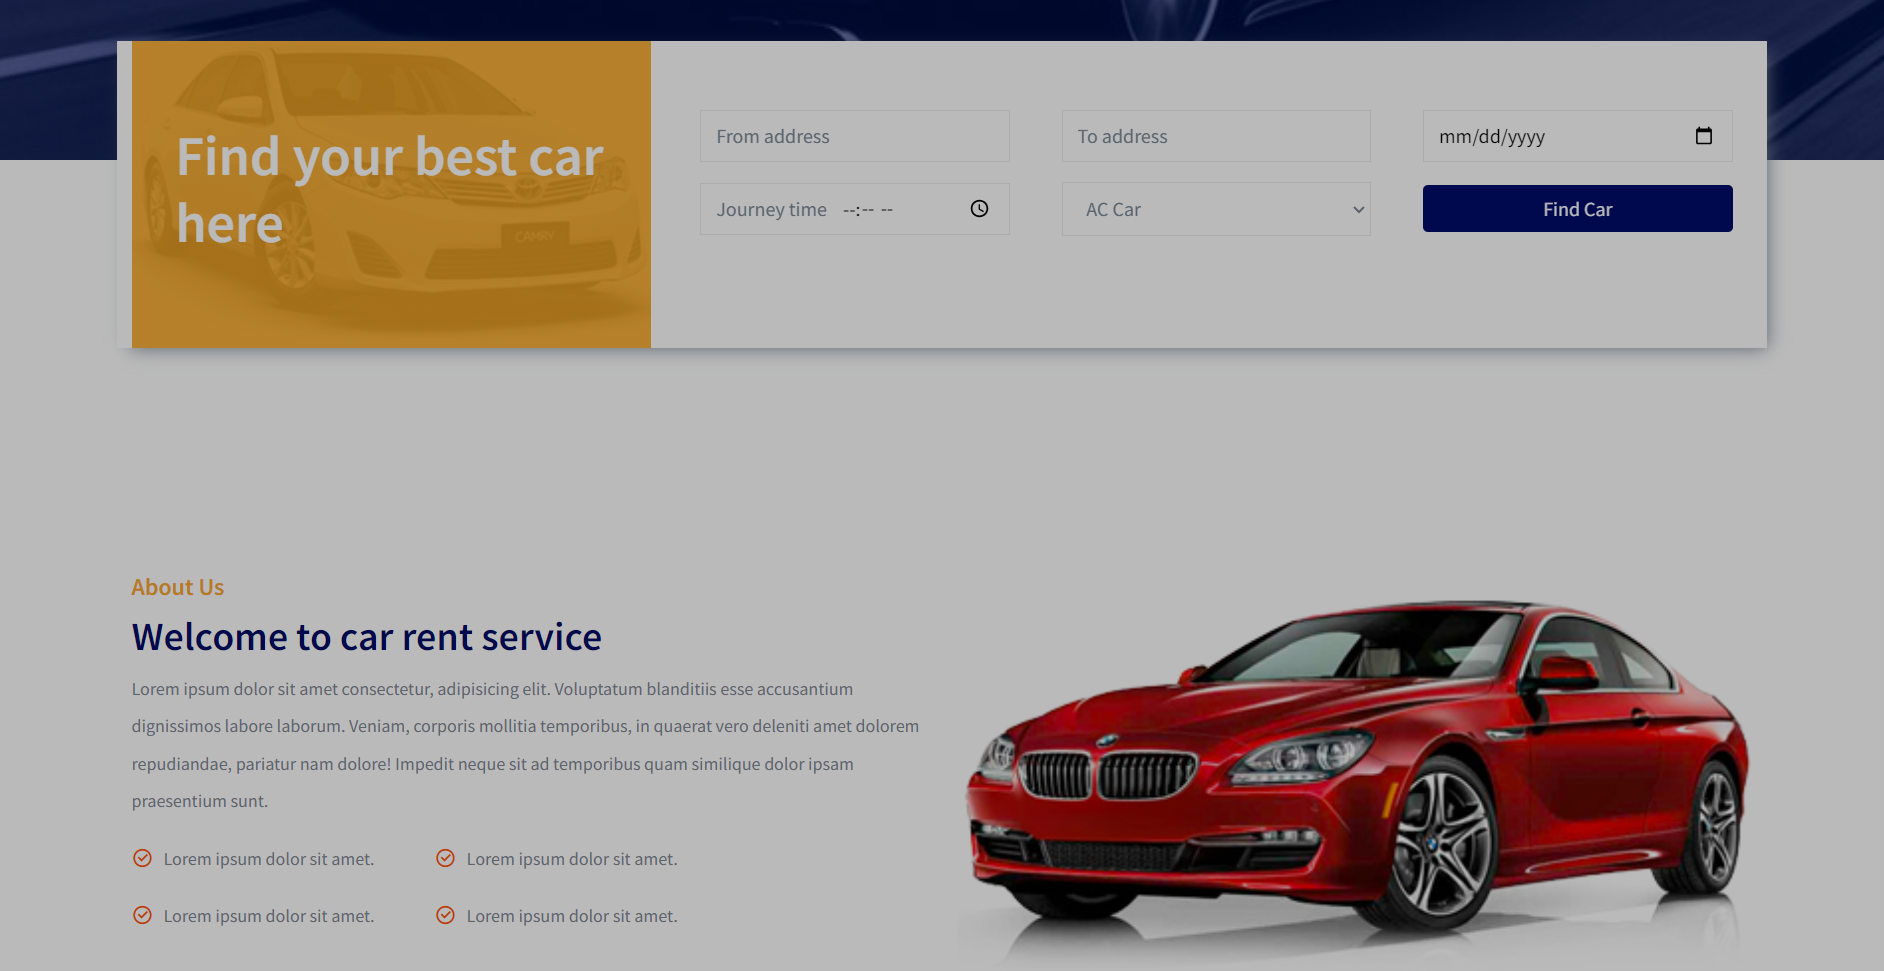 Find your best car
here
CAMRY
From address
To address
mm/dd/yyyy
Journey time --:-- --
AC Car
Find Car
About Us
Welcome to car rent service
Lorem ipsum dolor sit amet consectetur, adipisicing elit. Voluptatum blanditiis esse accusantium
dignissimos labore laborum. Veniam, corporis mollitia temporibus, in quaerat vero deleniti amet dolorem
repudiandae, pariatur nam dolore! Impedit neque sit ad temporibus quam similique dolor ipsam
praesentium sunt.
Lorem ipsum dolor sit amet.
Lorem ipsum dolor sit amet.
Lorem ipsum dolor sit amet.
Lorem ipsum dolor sit amet.